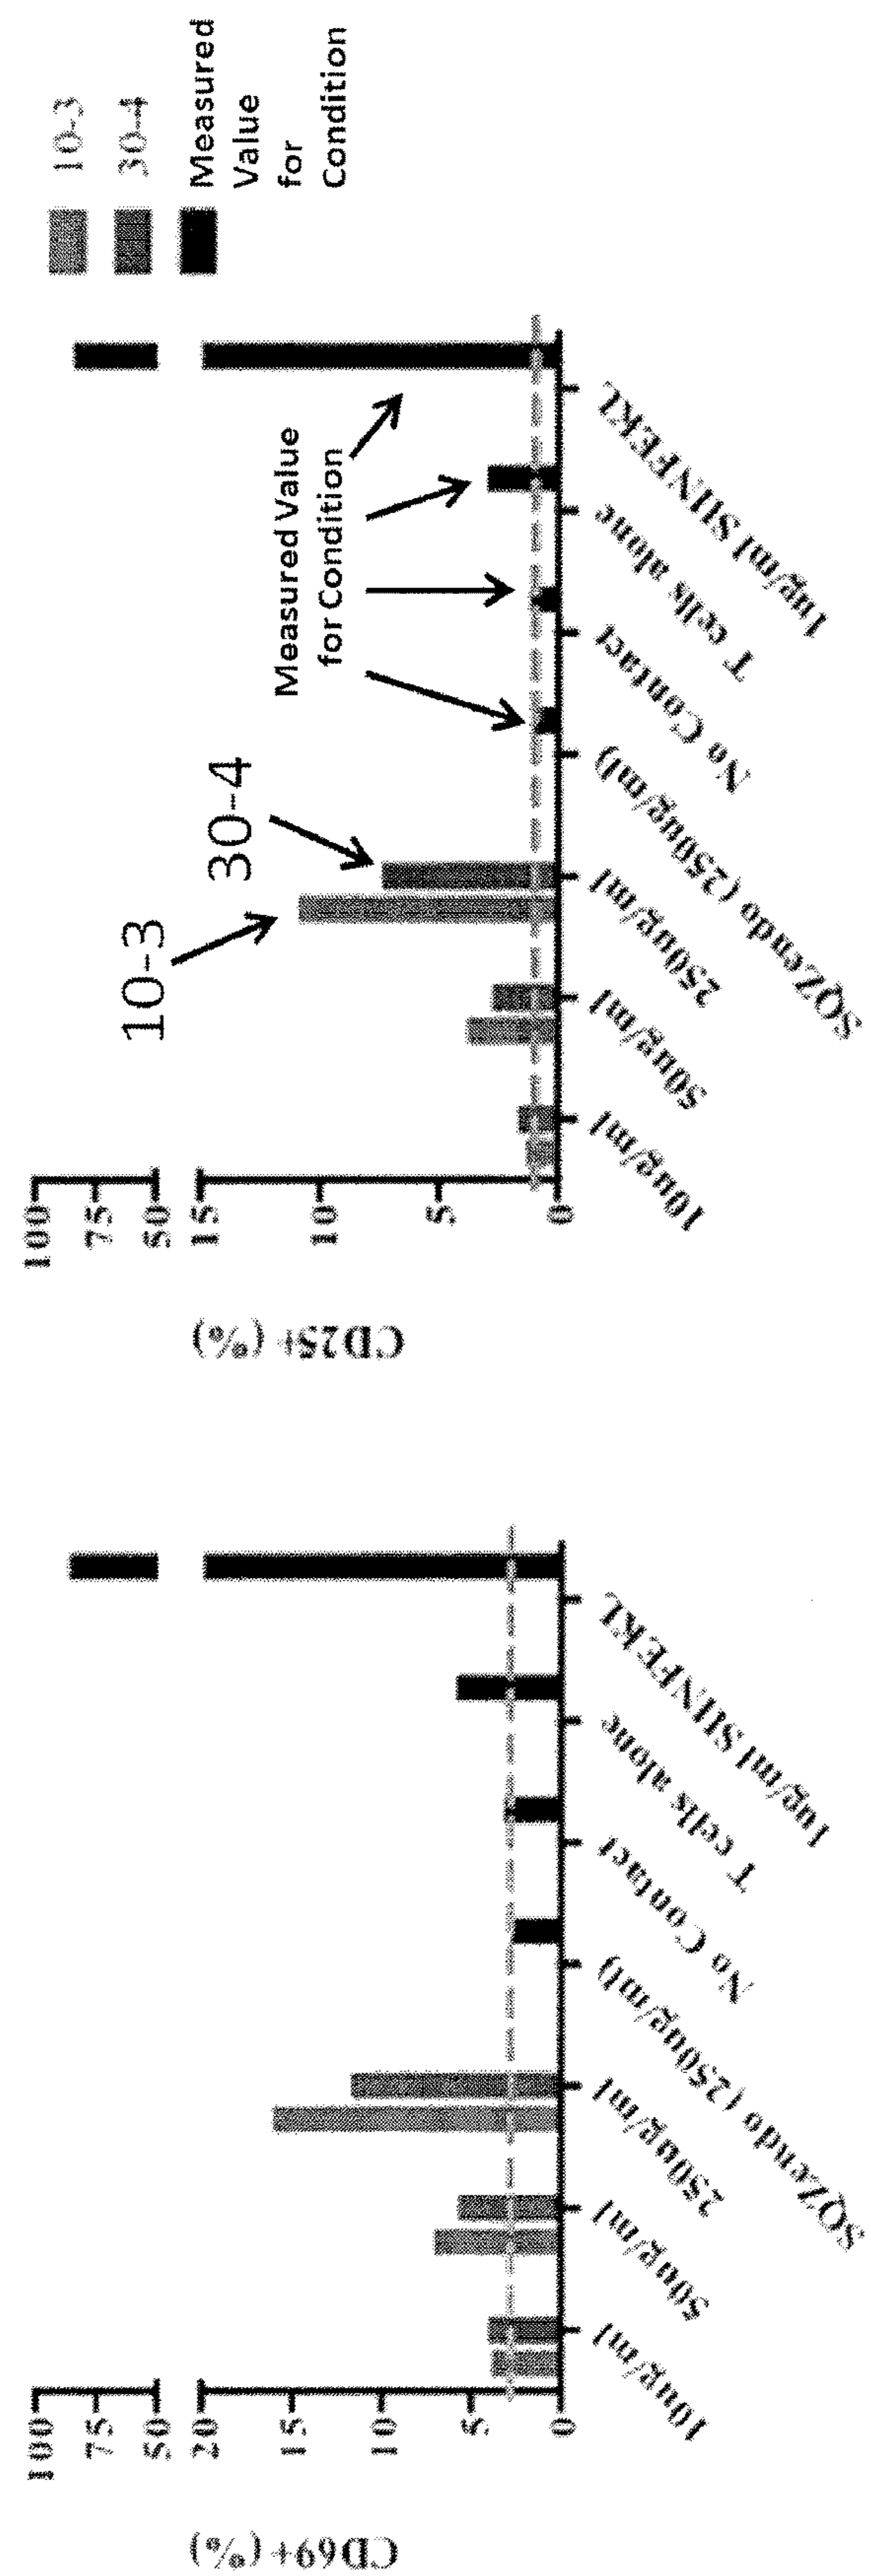 CD69+ (%)
100
75
50
20
15
10
5
0
10ug/ml
50ug/ml
250ug/ml
SQZendo (250ug/ml)
No Contact
T cells alone
1ug/ml SIINFEKL
CD25+ (%)
100
75
50
15
10
5
0
10-3
30-4
Measured Value
for Condition
10ug/ml
50ug/ml
250ug/ml
SQZendo (250ug/ml)
No Contact
T cells alone
1ug/ml SIINFEKL
10-3
30-4
Measured
Value
for
Condition